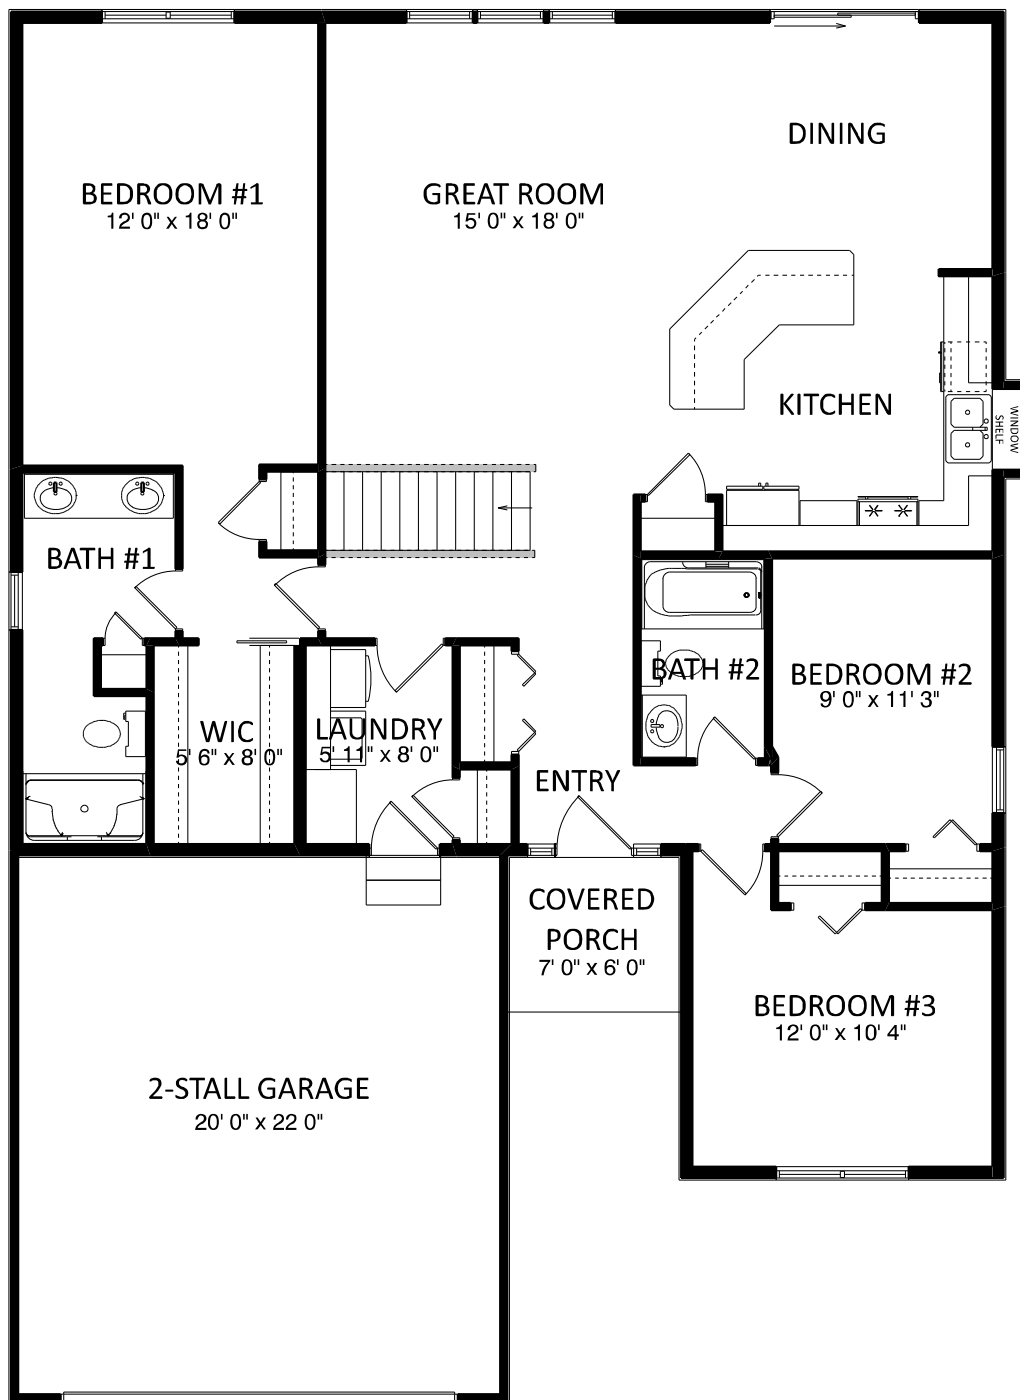 DINING
BEDROOM #1
12' 0" x 18' 0"
GREAT ROOM
15' 0" x 18' 0"
KITCHEN
WINDOW
SHELF
BATH #1
BATH #2
BEDROOM #2
9' 0" x 11' 3"
WIC
5' 6" x 8' 0"
LAUNDRY
5' 11" x 8' 0"
ENTRY
COVERED
PORCH
7' 0" x 6' 0"
BEDROOM #3
12' 0" x 10' 4"
2-STALL GARAGE
20' 0" x 22 0"